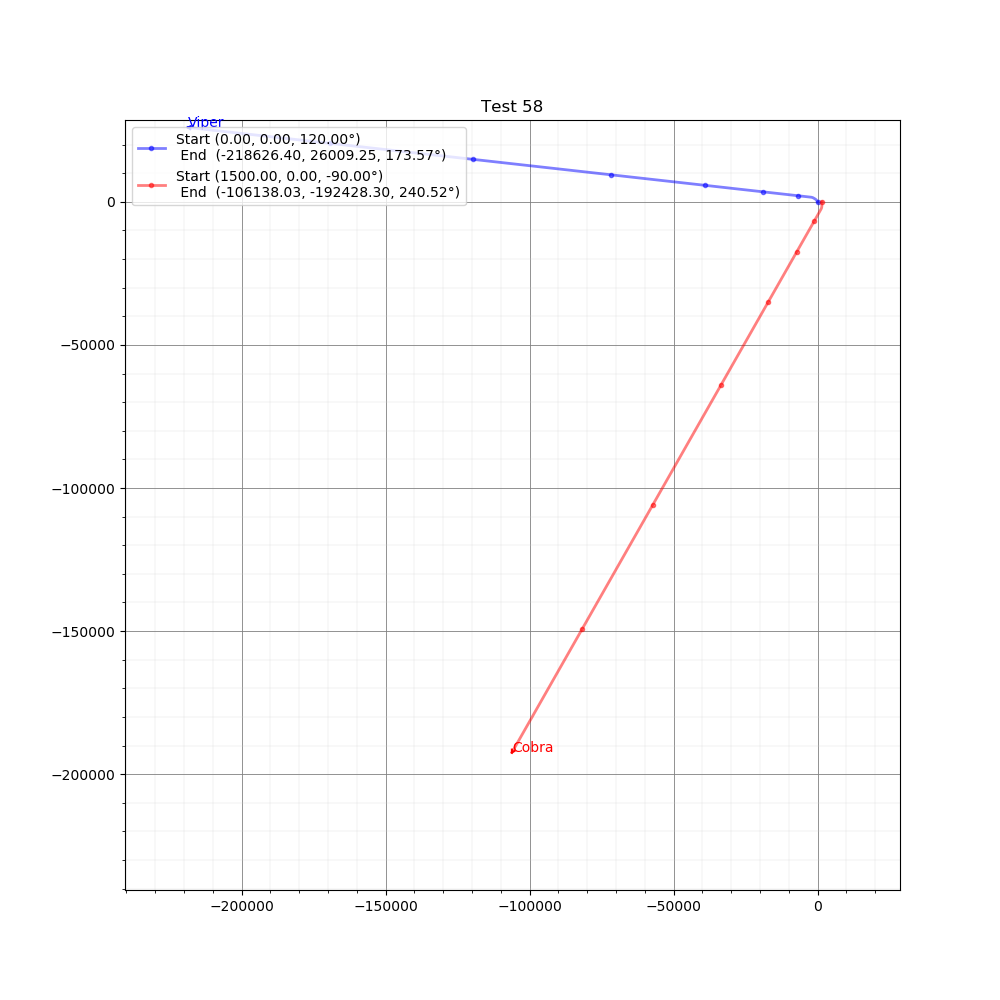 Test 58
Viper
Start (0.00, 0.00, 120.00°)
End (-218626.40, 26009.25, 173.57°)
Start (1500.00, 0.00, -90.00°)
End (-106138.03, -192428.30, 240.52°)
0
−50000
−100000
−150000
−200000
Cobra
−200000 −150000 −100000 −50000 0